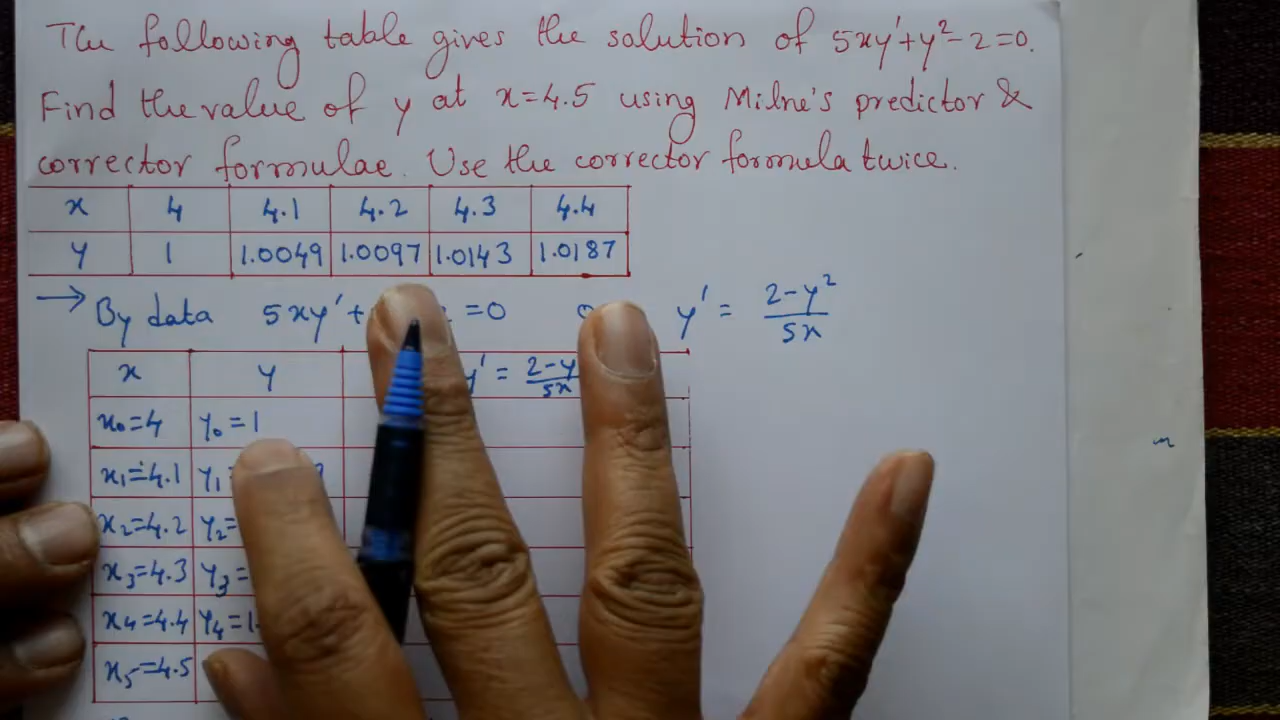 The following table gives the solution of 5xy'+y²-2=0.
Find the value of y at x=4.5 using Milne's predictor &
corrector formulae. Use the corrector formula twice.
x 4 4.1 4.2 4.3 4.4
y 1 1.0049 1.0097 1.0143 1.0187
→ By data 5xy'+ =0 y' = 2-y²/5x
x y y' = 2-y/5x
x₀=4 y₀=1
x₁=4.1 y₁=
x₂=4.2 y₂=
x₃=4.3 y₃=
x₄=4.4 y₄=1.
x₅=4.5